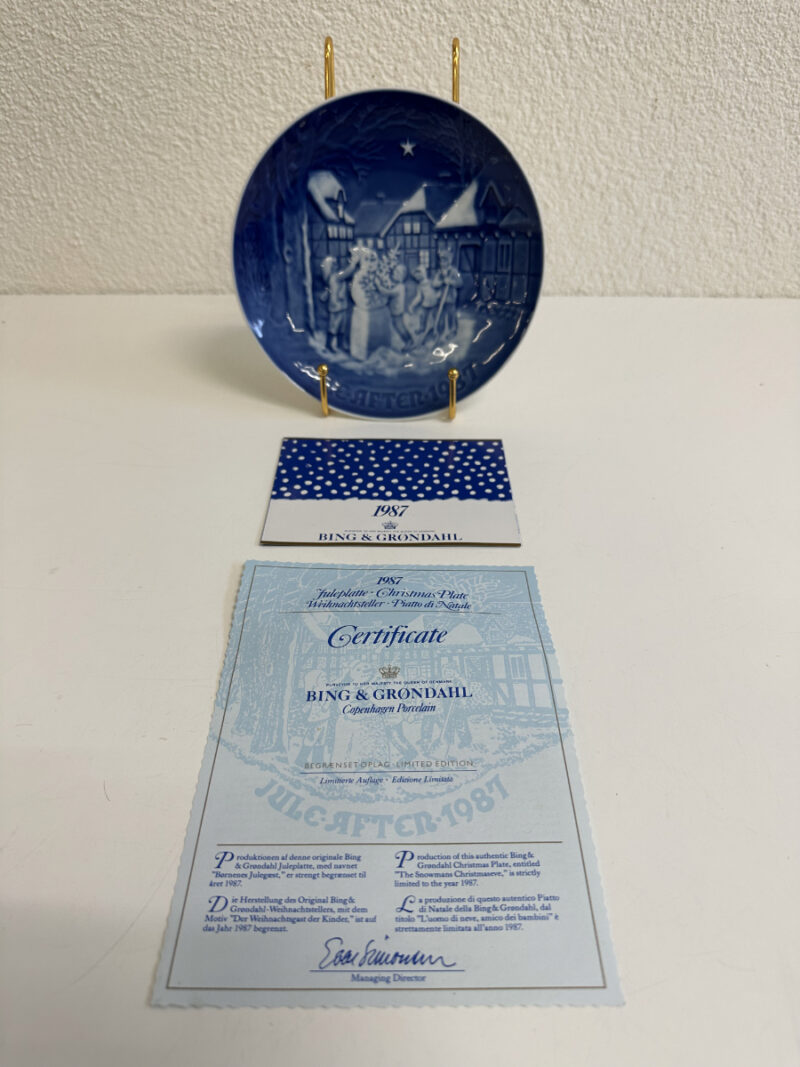 AFTER·1987
1987
BING & GRØNDAHL
1987
Juleplatte · Christmas Plate
Weihnachtsteller · Piatto di Natale
Certificate
PURVEYOR TO HER MAJESTY THE QUEEN OF DENMARK
BING & GRØNDAHL
Copenhagen Porcelain
BEGRÆNSET OPLAG · LIMITED EDITION
Limitierte Auflage · Edizione Limitata
JULE·AFTER·1987
Produktionen af denne originale Bing
& Grøndahl Juleplatte, med navnet
"Børnenes Julegæst," er strengt begrænset til
året 1987.
Die Herstellung des Original Bing &
Grøndahl-Weihnachtstellers, mit dem
Motiv "Der Weihnachtsgast der Kinder," ist auf
das Jahr 1987 begrenzt.
Production of this authentic Bing &
Grøndahl Christmas Plate, entitled
"The Snowmans Christmaseve," is strictly
limited to the year 1987.
La produzione di questo autentico Piatto
di Natale della Bing & Grøndahl, dal
titolo "L'uomo di neve, amico dei bambini" è
strettamente limitata all'anno 1987.
Managing Director